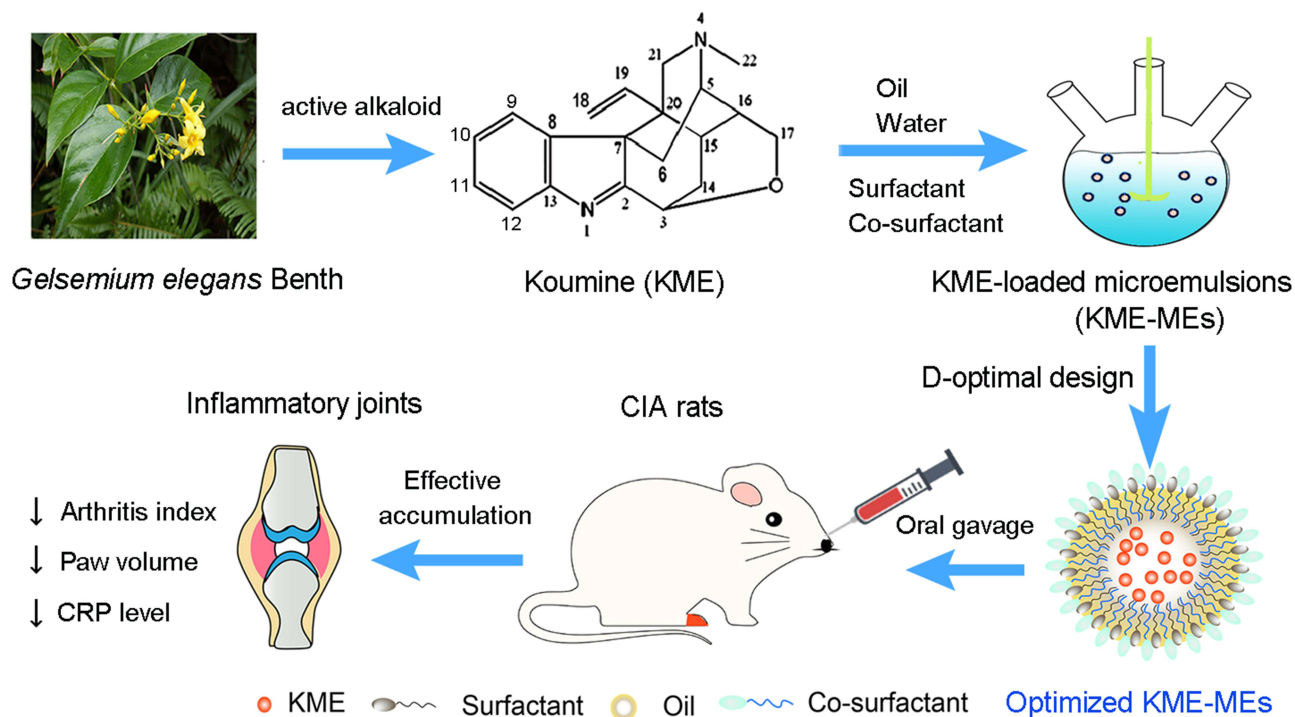 active alkaloid
Gelsemium elegans Benth
4
N
21
22
19
5
18
20
16
9
8
17
10
7
15
6
14
O
11
13
N
2
12
1
3
Koumine (KME)
Oil
Water
Surfactant
Co-surfactant
KME-loaded microemulsions
(KME-MEs)
D-optimal design
Inflammatory joints
CIA rats
↓ Arthritis index
↓ Paw volume
↓ CRP level
Effective
accumulation
Oral gavage
KME
Surfactant
Oil
Co-surfactant
Optimized KME-MEs